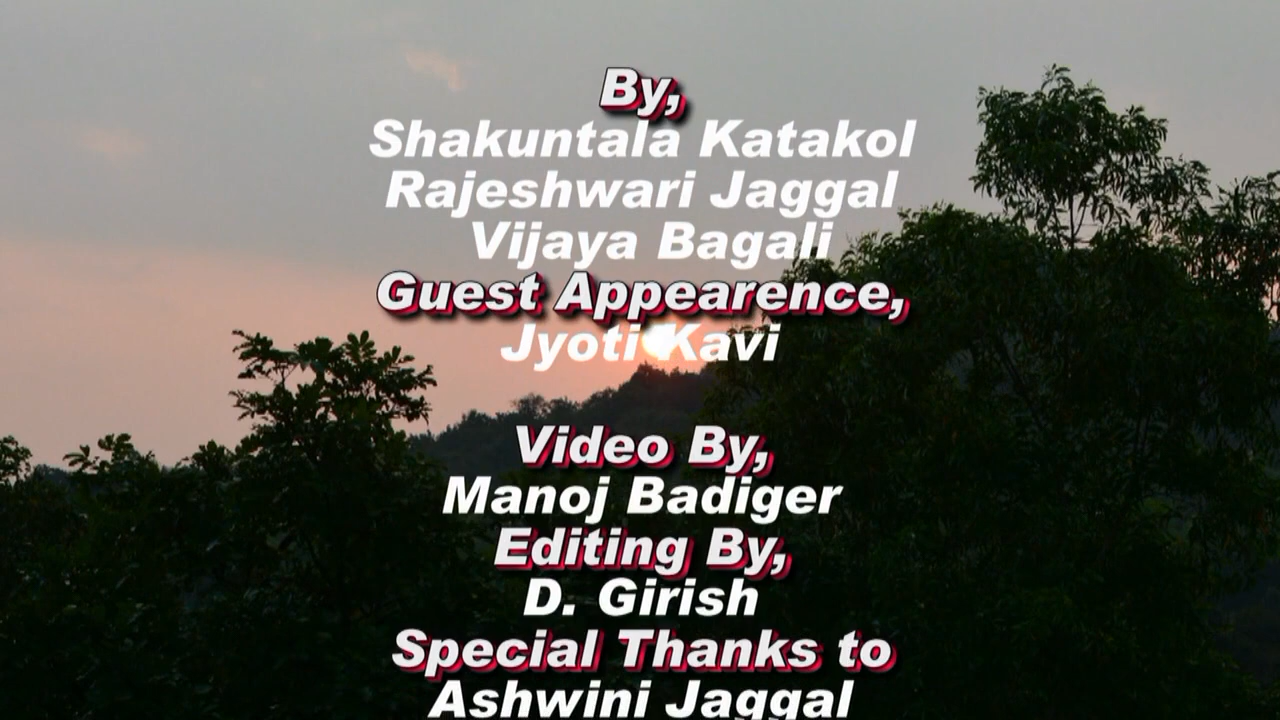 By,
Shakuntala Katakol
Rajeshwari Jaggal
Vijaya Bagali
Guest Appearence,
Jyoti Kavi
Video By,
Manoj Badiger
Editing By,
D. Girish
Special Thanks to
Ashwini Jaggal